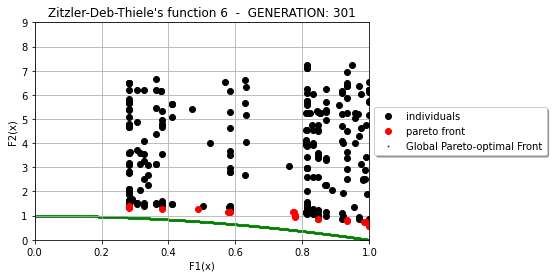 Zitzler-Deb-Thiele's function 6 - GENERATION: 301
9
8
7
6
5
4
3
2
1
0
F2(x)
0.0 0.2 0.4 0.6 0.8 1.0
F1(x)
individuals
pareto front
Global Pareto-optimal Front